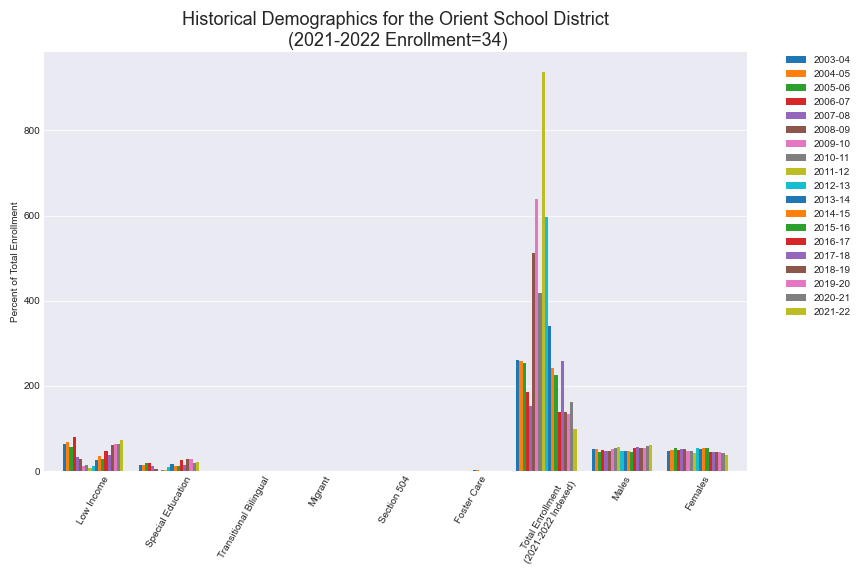 Historical Demographics for the Orient School District
(2021-2022 Enrollment=34)
Percent of Total Enrollment
800
600
400
200
0
Low Income
Special Education
Transitional Bilingual
Migrant
Section 504
Foster Care
Total Enrollment
(2021-2022 Indexed)
Males
Females
2003-04
2004-05
2005-06
2006-07
2007-08
2008-09
2009-10
2010-11
2011-12
2012-13
2013-14
2014-15
2015-16
2016-17
2017-18
2018-19
2019-20
2020-21
2021-22